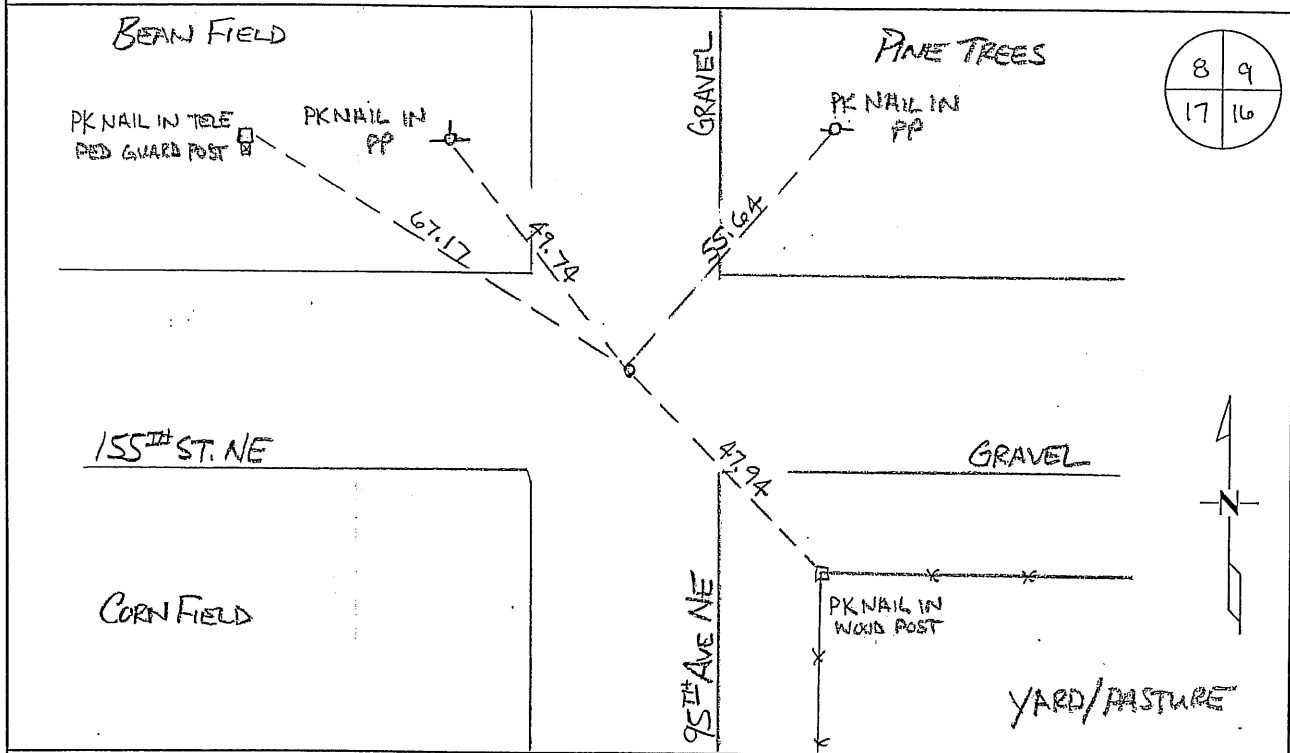 BEAN FIELD
GRAVEL
PINE TREES
8 9
17 16
PK NAIL IN TELE
PED GUARD POST
PK NAIL IN
PP
PK NAIL IN
PP
67.17
49.74
55.64
155TH ST. NE
47.94
GRAVEL
N
CORN FIELD
95TH AVE NE
PK NAIL IN
WOOD POST
YARD/PASTURE